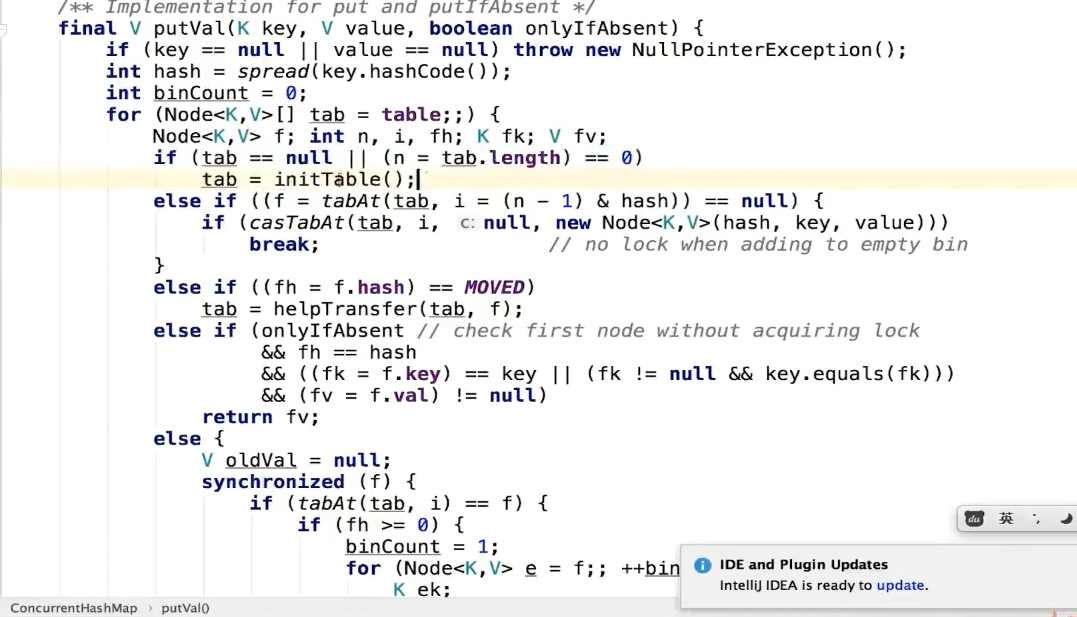 /** Implementation for put and putIfAbsent */
final V putVal(K key, V value, boolean onlyIfAbsent) {
if (key == null || value == null) throw new NullPointerException();
int hash = spread(key.hashCode());
int binCount = 0;
for (Node<K,V>[] tab = table;;) {
Node<K,V> f; int n, i, fh; K fk; V fv;
if (tab == null || (n = tab.length) == 0)
tab = initTable();
else if ((f = tabAt(tab, i = (n - 1) & hash)) == null) {
if (casTabAt(tab, i, c: null, new Node<K,V>(hash, key, value)))
break; // no lock when adding to empty bin
}
else if ((fh = f.hash) == MOVED)
tab = helpTransfer(tab, f);
else if (onlyIfAbsent // check first node without acquiring lock
&& fh == hash
&& ((fk = f.key) == key || (fk != null && key.equals(fk)))
&& (fv = f.val) != null)
return fv;
else {
V oldVal = null;
synchronized (f) {
if (tabAt(tab, i) == f) {
if (fh >= 0) {
binCount = 1;
for (Node<K,V> e = f;; ++bin
K ek;
du 英
IDE and Plugin Updates
IntelliJ IDEA is ready to update.
ConcurrentHashMap › putVal()